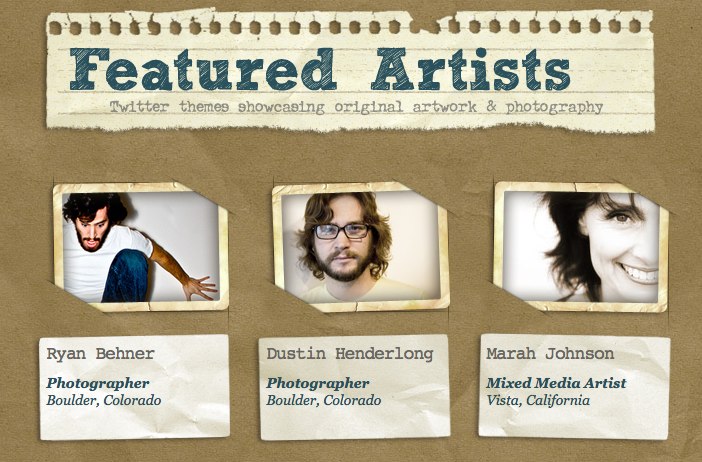 Featured Artists
Twitter themes showcasing original artwork & photography
Ryan Behner
Photographer
Boulder, Colorado
Dustin Henderlong
Photographer
Boulder, Colorado
Marah Johnson
Mixed Media Artist
Vista, California